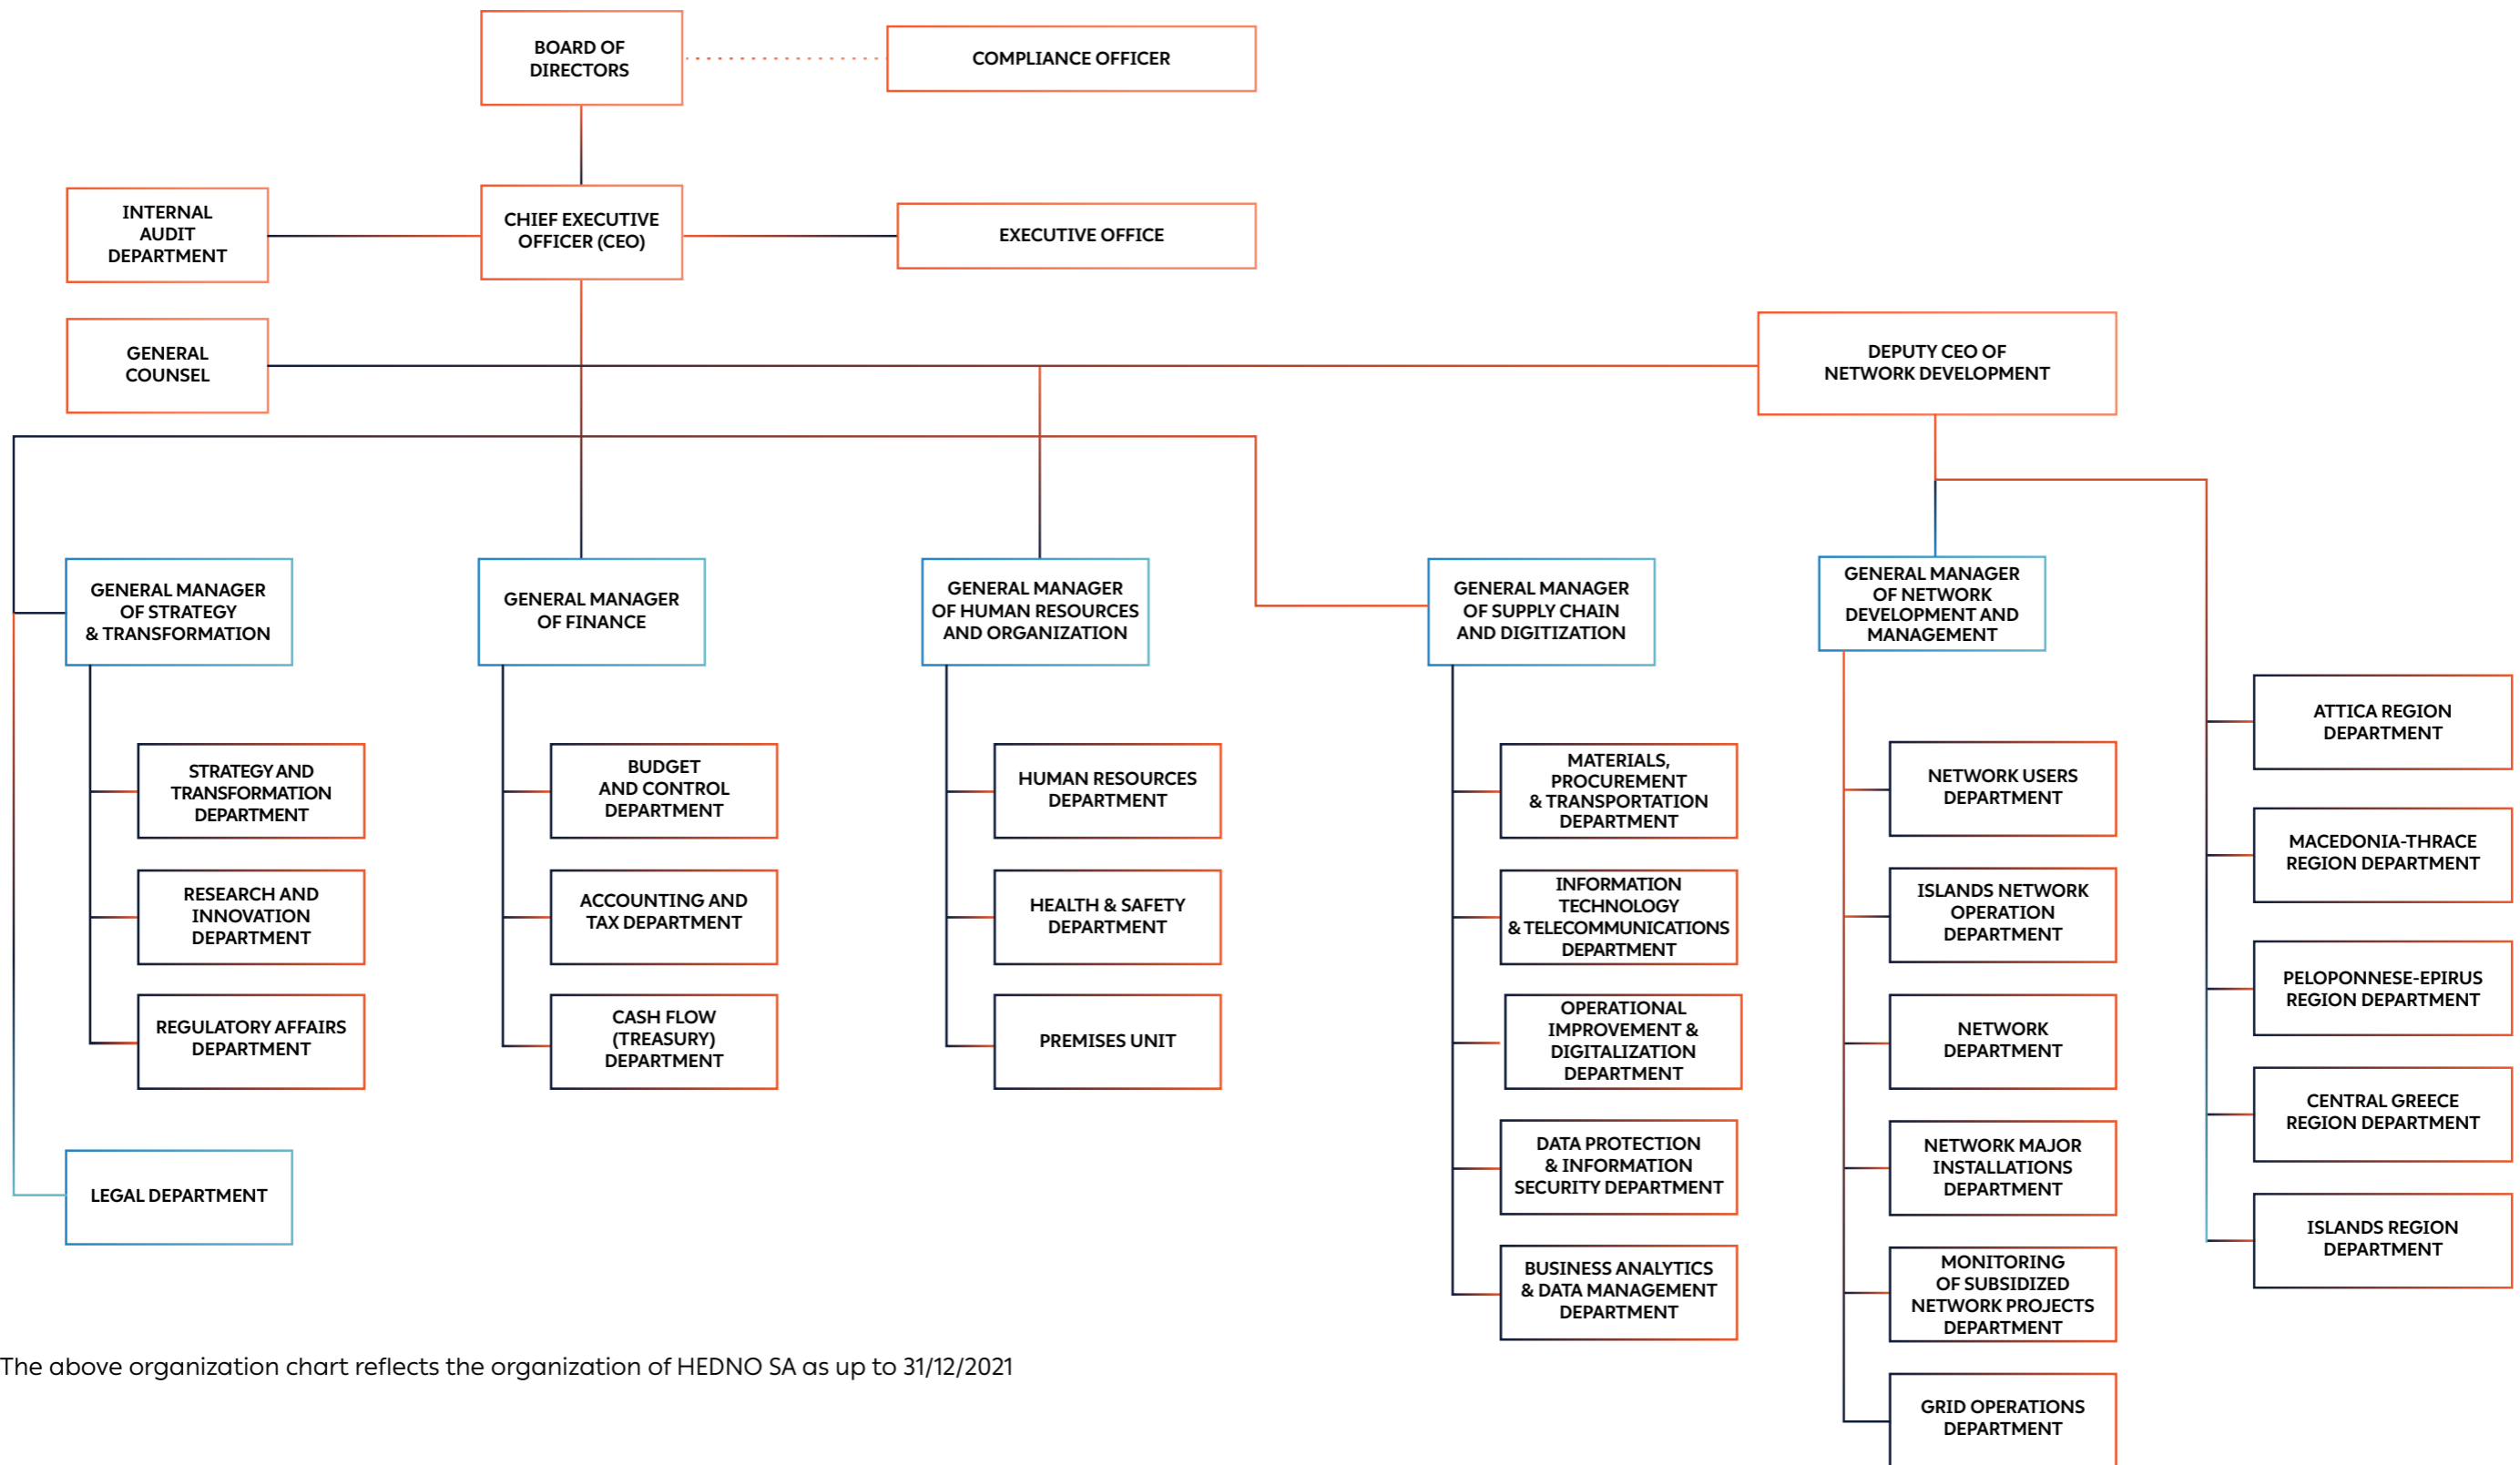 BOARD OF
DIRECTORS
COMPLIANCE OFFICER
INTERNAL
AUDIT
DEPARTMENT
CHIEF EXECUTIVE
OFFICER (CEO)
EXECUTIVE OFFICE
GENERAL
COUNSEL
DEPUTY CEO OF
NETWORK DEVELOPMENT
GENERAL MANAGER
OF STRATEGY
& TRANSFORMATION
GENERAL MANAGER
OF FINANCE
GENERAL MANAGER
OF HUMAN RESOURCES
AND ORGANIZATION
GENERAL MANAGER
OF SUPPLY CHAIN
AND DIGITIZATION
GENERAL MANAGER
OF NETWORK
DEVELOPMENT AND
MANAGEMENT
STRATEGY AND
TRANSFORMATION
DEPARTMENT
RESEARCH AND
INNOVATION
DEPARTMENT
REGULATORY AFFAIRS
DEPARTMENT
LEGAL DEPARTMENT
BUDGET
AND CONTROL
DEPARTMENT
ACCOUNTING AND
TAX DEPARTMENT
CASH FLOW
(TREASURY)
DEPARTMENT
HUMAN RESOURCES
DEPARTMENT
HEALTH & SAFETY
DEPARTMENT
PREMISES UNIT
MATERIALS,
PROCUREMENT
& TRANSPORTATION
DEPARTMENT
INFORMATION
TECHNOLOGY
& TELECOMMUNICATIONS
DEPARTMENT
OPERATIONAL
IMPROVEMENT &
DIGITALIZATION
DEPARTMENT
DATA PROTECTION
& INFORMATION
SECURITY DEPARTMENT
BUSINESS ANALYTICS
& DATA MANAGEMENT
DEPARTMENT
NETWORK USERS
DEPARTMENT
ISLANDS NETWORK
OPERATION
DEPARTMENT
NETWORK
DEPARTMENT
NETWORK MAJOR
INSTALLATIONS
DEPARTMENT
MONITORING
OF SUBSIDIZED
NETWORK PROJECTS
DEPARTMENT
GRID OPERATIONS
DEPARTMENT
ATTICA REGION
DEPARTMENT
MACEDONIA-THRACE
REGION DEPARTMENT
PELOPONNESE-EPIRUS
REGION DEPARTMENT
CENTRAL GREECE
REGION DEPARTMENT
ISLANDS REGION
DEPARTMENT
The above organization chart reflects the organization of HEDNO SA as up to 31/12/2021